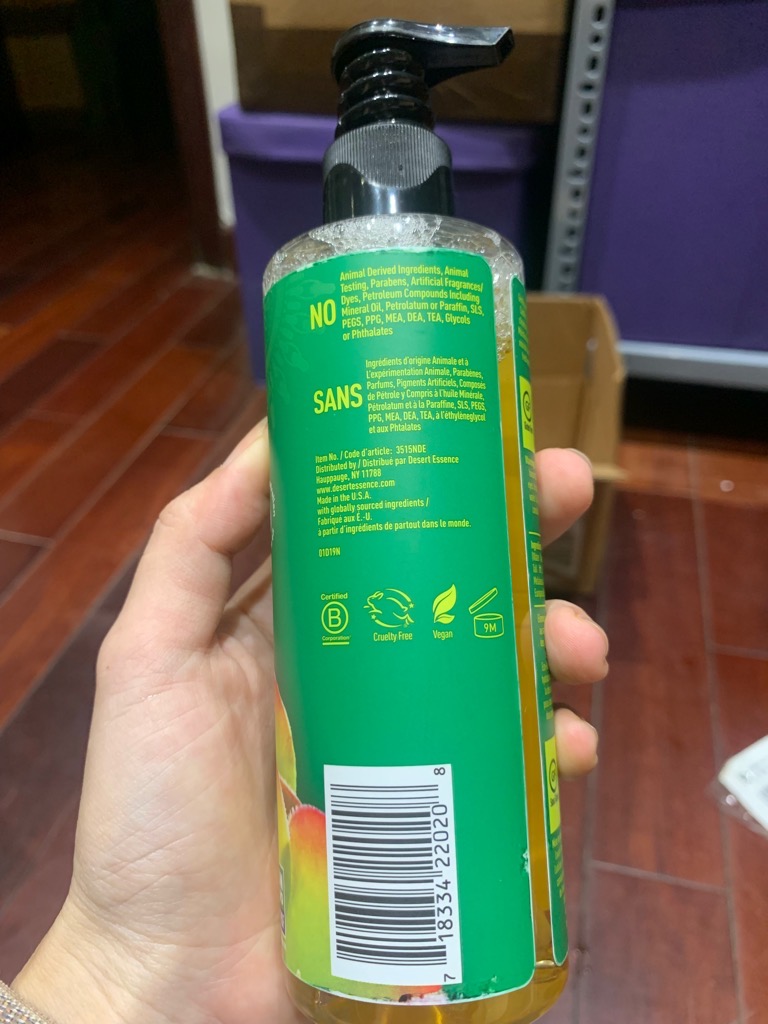 NO
Animal Derived Ingredients, Animal
Testing, Parabens, Artificial Fragrances/
Dyes, Petroleum Compounds Including
Mineral Oil, Petrolatum or Paraffin, SLS,
PEGS, PPG, MEA, DEA, TEA, Glycols
or Phthalates
SANS
Ingrédients d'origine Animale et à
L'expérimentation Animale, Parabènes,
Parfums, Pigments Artificiels, Composés
de Pétrole y Compris à l'huile Minérale,
Pétrolatum et à la Paraffine, SLS, PEGS,
PPG, MEA, DEA, TEA, à l'éthylèneglycol
et aux Phtalates
Item No. / Code d'article: 3515NDE
Distributed by / Distribué par Desert Essence
Hauppauge, NY 11788
www.desertessence.com
Made in the U.S.A.
with globally sourced ingredients /
Fabriqué aux É.-U.
à partir d'ingrédients de partout dans le monde.
01D19N
Certified
B
Corporation
Cruelty Free
Vegan
9M
7 18334 22020 8